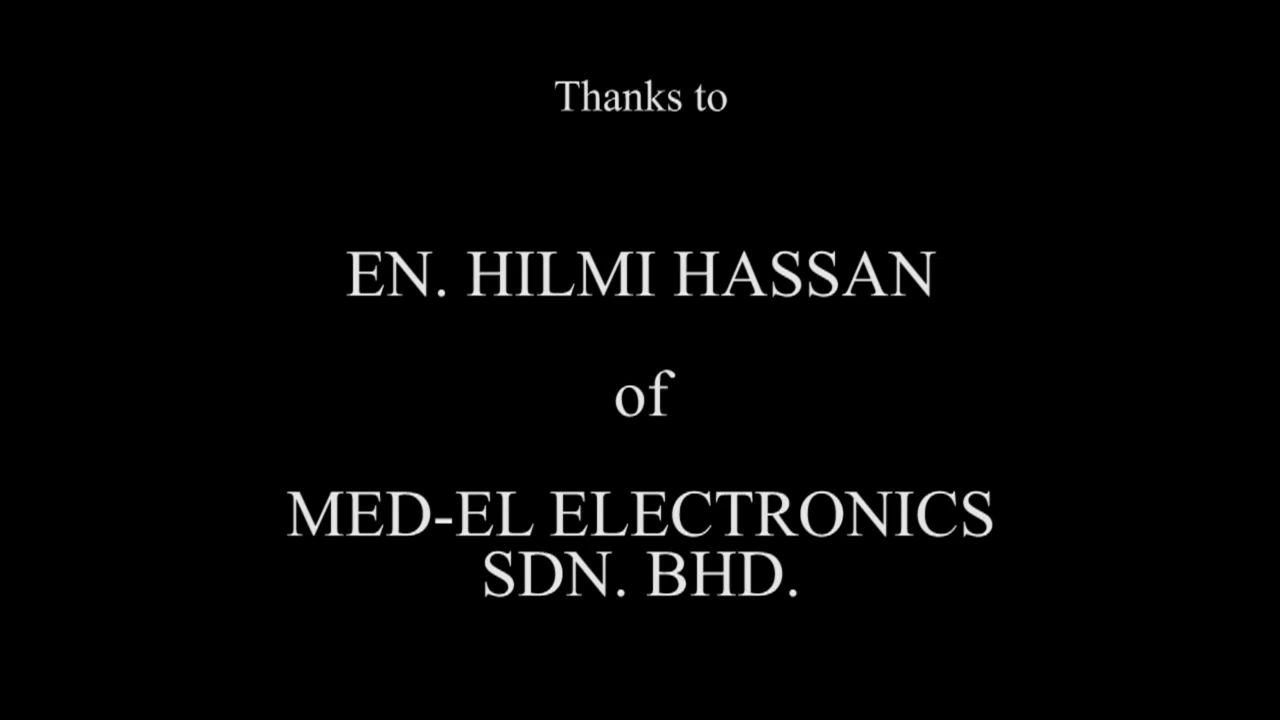 Thanks to
EN. HILMI HASSAN
of
MED-EL ELECTRONICS
SDN. BHD.